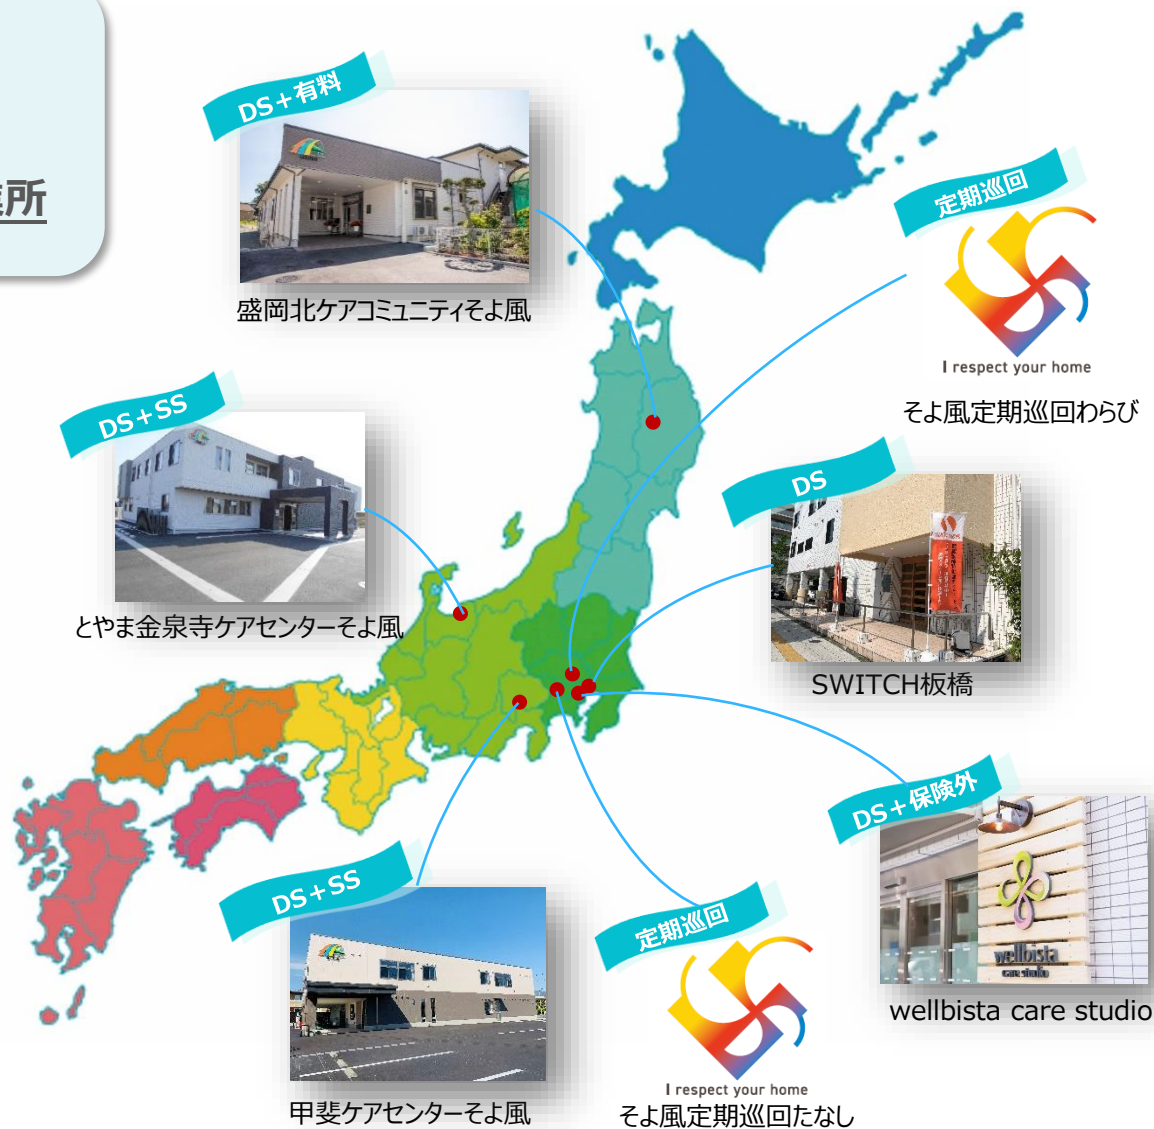 業所
DS+有料
盛岡北ケアコミュニティそよ風
定期巡回
I respect your home
そよ風定期巡回わらび
DS+SS
とやま金泉寺ケアセンターそよ風
DS
SWITCH板橋
DS+保険外
wellbista
care studio
wellbista care studio
DS+SS
甲斐ケアセンターそよ風
定期巡回
I respect your home
そよ風定期巡回たなし